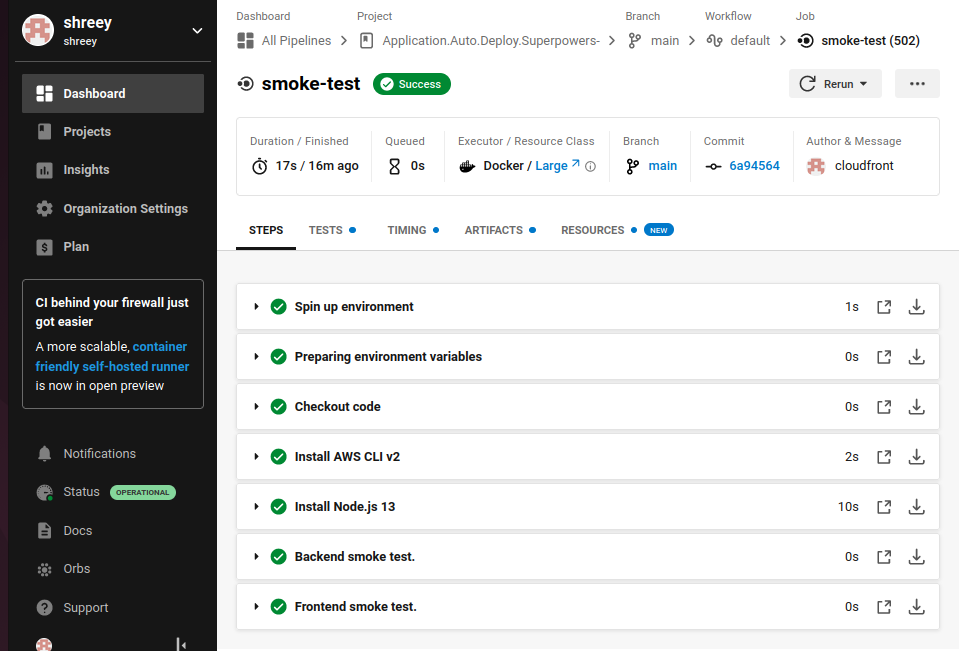 shreey
shreey
Dashboard
Projects
Insights
Organization Settings
Plan
CI behind your firewall just
got easier
A more scalable, container
friendly self-hosted runner
is now in open preview
Notifications
Status OPERATIONAL
Docs
Orbs
Support
Dashboard Project Branch Workflow Job
All Pipelines Application.Auto.Deploy.Superpowers- main default smoke-test (502)
smoke-test Success Rerun
Duration / Finished Queued Executor / Resource Class Branch Commit Author & Message
17s / 16m ago 0s Docker / Large main 6a94564 cloudfront
STEPS TESTS TIMING ARTIFACTS RESOURCES NEW
Spin up environment 1s
Preparing environment variables 0s
Checkout code 0s
Install AWS CLI v2 2s
Install Node.js 13 10s
Backend smoke test. 0s
Frontend smoke test. 0s